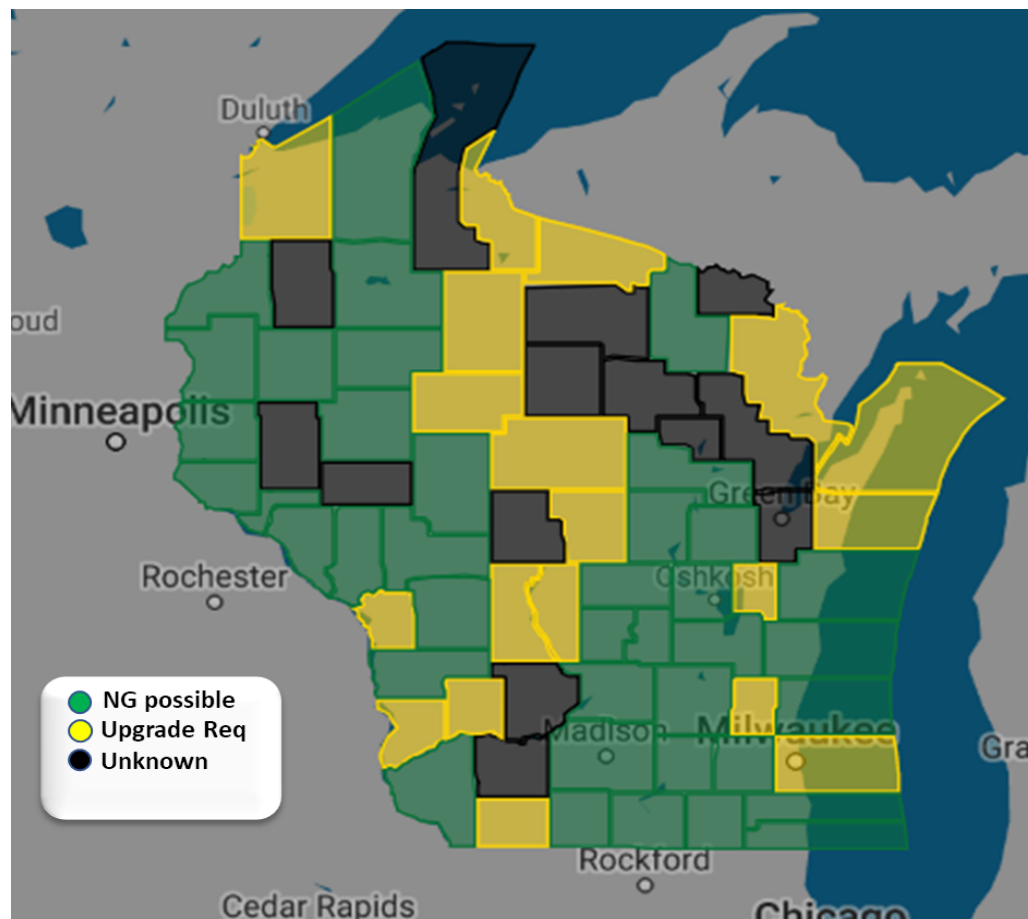 Duluth
oud
Minneapolis
Green Bay
Rochester
Oshkosh
NG possible
Upgrade Req
Unknown
Madison
Milwaukee
Gra
Rockford
Cedar Rapids
Chicago